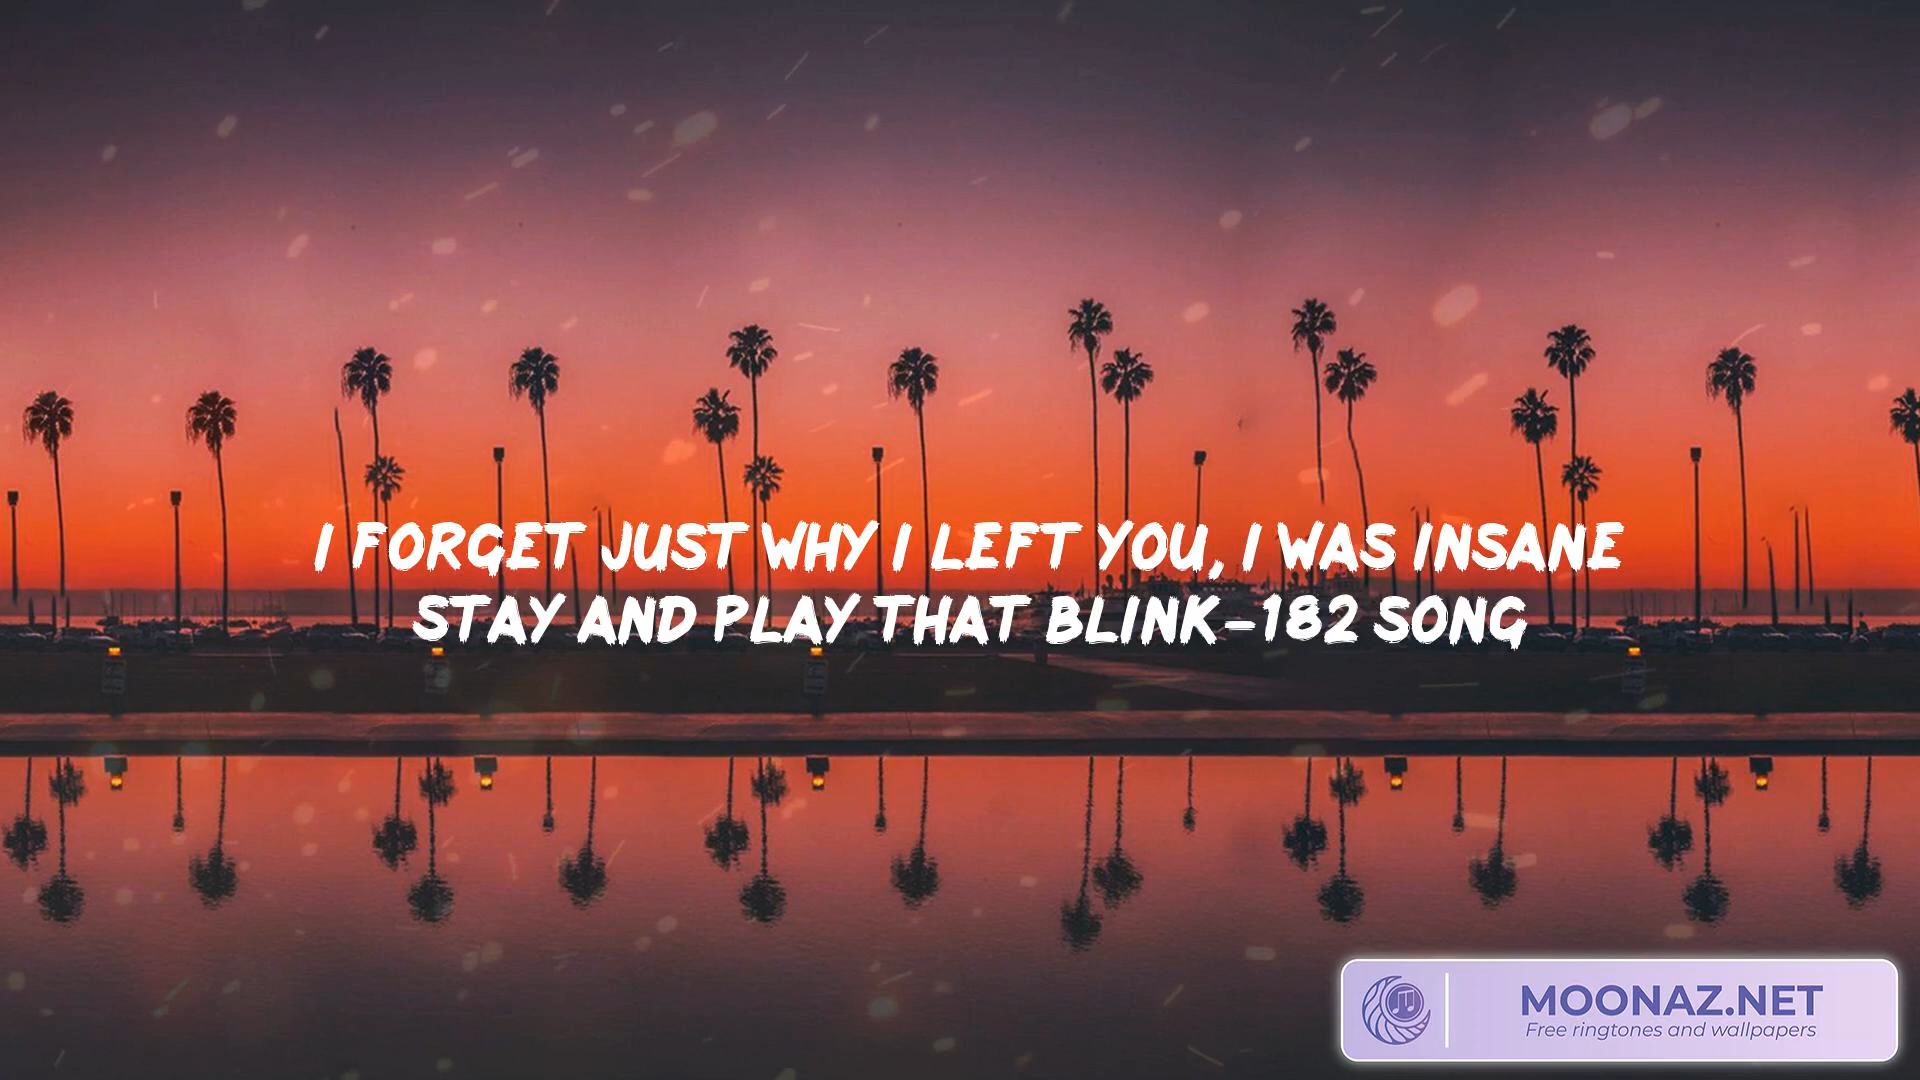 I FORGET JUST WHY I LEFT YOU, I WAS INSANE
STAY AND PLAY THAT BLINK-182 SONG
MOONAZ.NET
Free ringtones and wallpapers